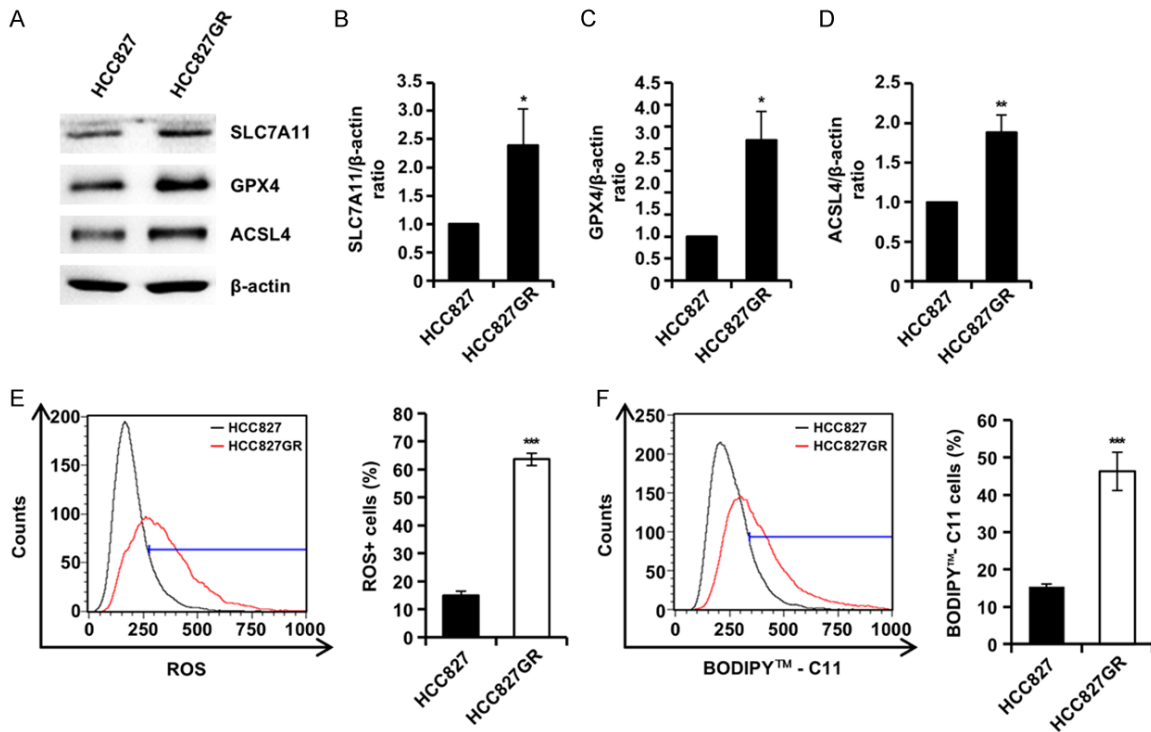 A
HCC827
HCC827GR
SLC7A11
GPX4
ACSL4
β-actin
B
SLC7A11/β-actin
ratio
3.5
3.0
2.5
2.0
1.5
1.0
0.5
0
*
HCC827
HCC827GR
C
GPX4/β-actin
ratio
4.5
4.0
3.0
2.5
2.0
1.0
0.5
0
*
HCC827
HCC827GR
D
ACSL4/β-actin
ratio
2.5
2.0
1.5
1.0
0.5
0
**
HCC827
HCC827GR
E
Counts
200
150
100
50
0
HCC827
HCC827GR
0 250 500 750 1000
ROS
ROS+ cells (%)
80
70
60
50
40
30
20
10
0
***
HCC827
HCC827GR
F
Counts
250
200
150
100
50
0
HCC827
HCC827GR
0 250 500 750 1000
BODIPY™ - C11
BODIPY™- C11 cells (%)
60
50
40
30
20
10
0
***
HCC827
HCC827GR